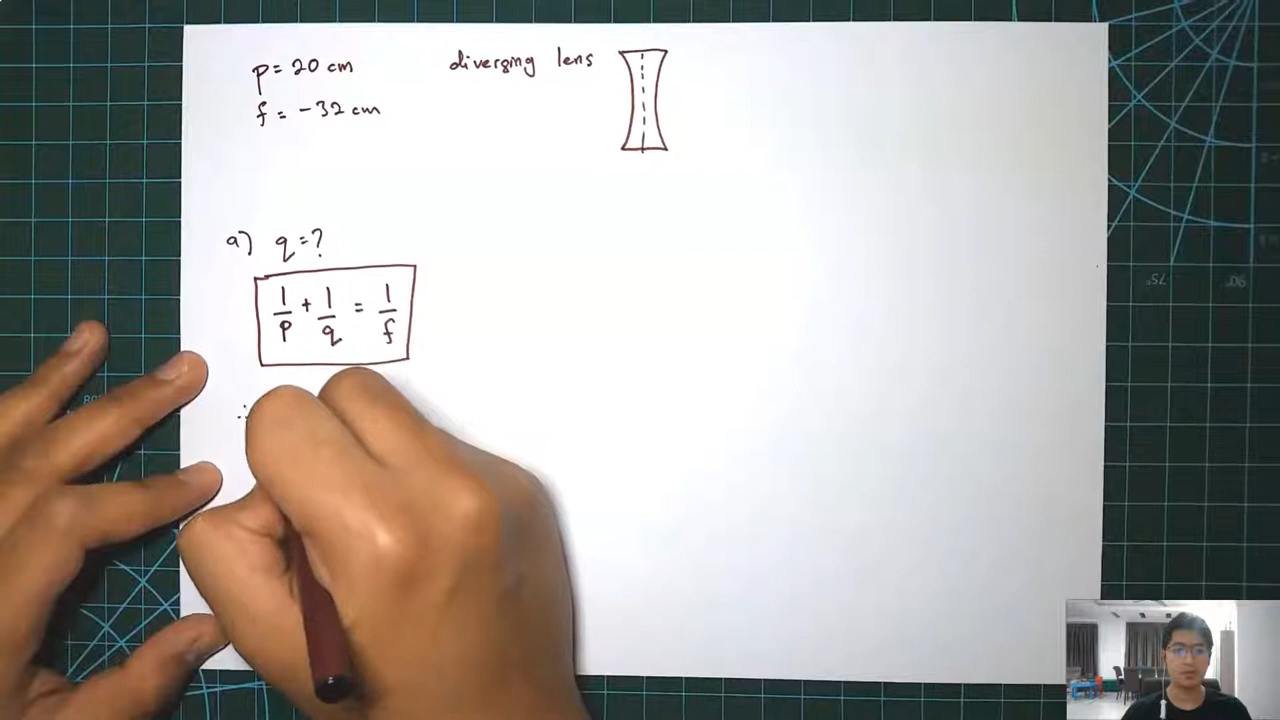 p = 20 cm
diverging lens
f = -32 cm
a) q = ?
1/p + 1/q = 1/f
∴